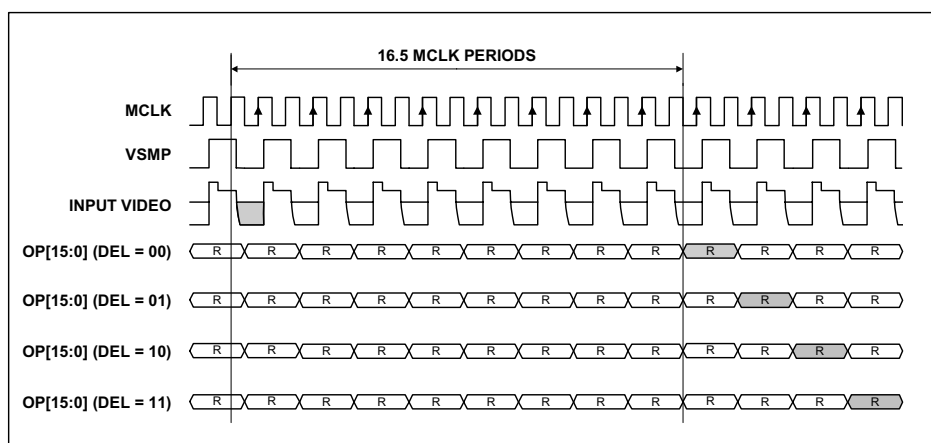 16.5 MCLK PERIODS
MCLK
VSMP
INPUT VIDEO
OP[15:0] (DEL = 00) R R R R R R R R R R R R R
OP[15:0] (DEL = 01) R R R R R R R R R R R R R
OP[15:0] (DEL = 10) R R R R R R R R R R R R R
OP[15:0] (DEL = 11) R R R R R R R R R R R R R